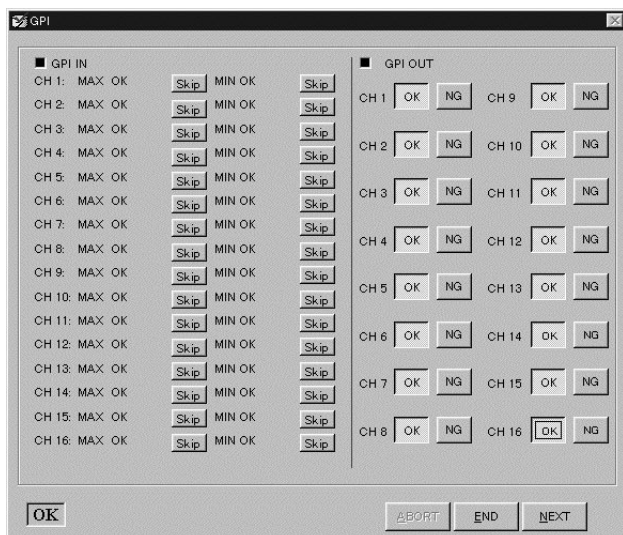 GPI
GPI IN
CH 1: MAX OK Skip MIN OK Skip
CH 2: MAX OK Skip MIN OK Skip
CH 3: MAX OK Skip MIN OK Skip
CH 4: MAX OK Skip MIN OK Skip
CH 5: MAX OK Skip MIN OK Skip
CH 6: MAX OK Skip MIN OK Skip
CH 7: MAX OK Skip MIN OK Skip
CH 8: MAX OK Skip MIN OK Skip
CH 9: MAX OK Skip MIN OK Skip
CH 10: MAX OK Skip MIN OK Skip
CH 11: MAX OK Skip MIN OK Skip
CH 12: MAX OK Skip MIN OK Skip
CH 13: MAX OK Skip MIN OK Skip
CH 14: MAX OK Skip MIN OK Skip
CH 15: MAX OK Skip MIN OK Skip
CH 16: MAX OK Skip MIN OK Skip
GPI OUT
CH 1 OK NG CH 9 OK NG
CH 2 OK NG CH 10 OK NG
CH 3 OK NG CH 11 OK NG
CH 4 OK NG CH 12 OK NG
CH 5 OK NG CH 13 OK NG
CH 6 OK NG CH 14 OK NG
CH 7 OK NG CH 15 OK NG
CH 8 OK NG CH 16 OK NG
OK ABORT END NEXT